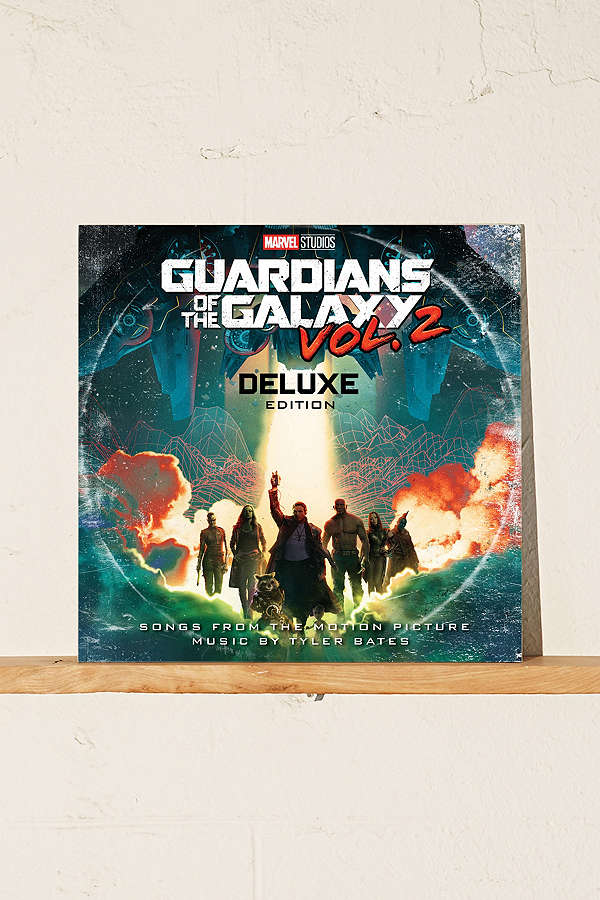 MARVEL STUDIOS
GUARDIANS
OF
THE GALAXY
VOL. 2
DELUXE
EDITION
SONGS FROM THE MOTION PICTURE
MUSIC BY TYLER BATES